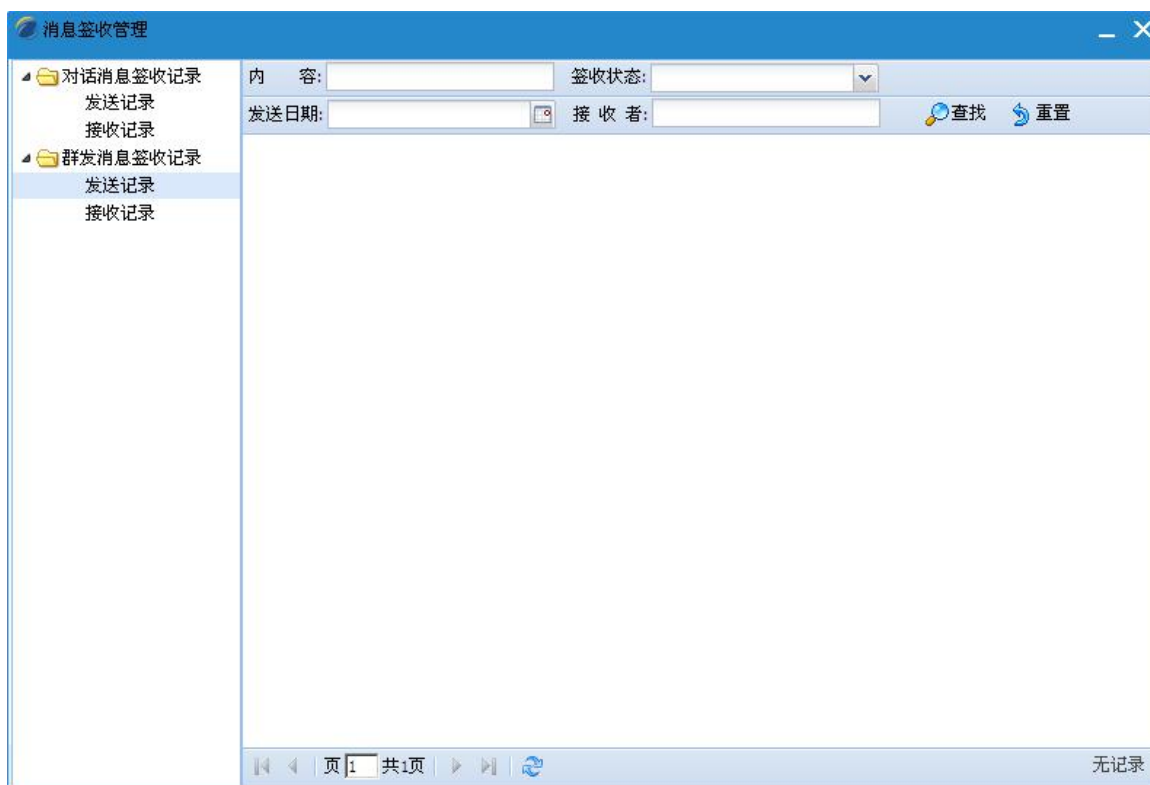 消息签收管理
对话消息签收记录
发送记录
接收记录
群发消息签收记录
发送记录
接收记录
内 容: 签收状态:
发送日期: 接 收 者: 查找 重置
页 1 共1页 无记录